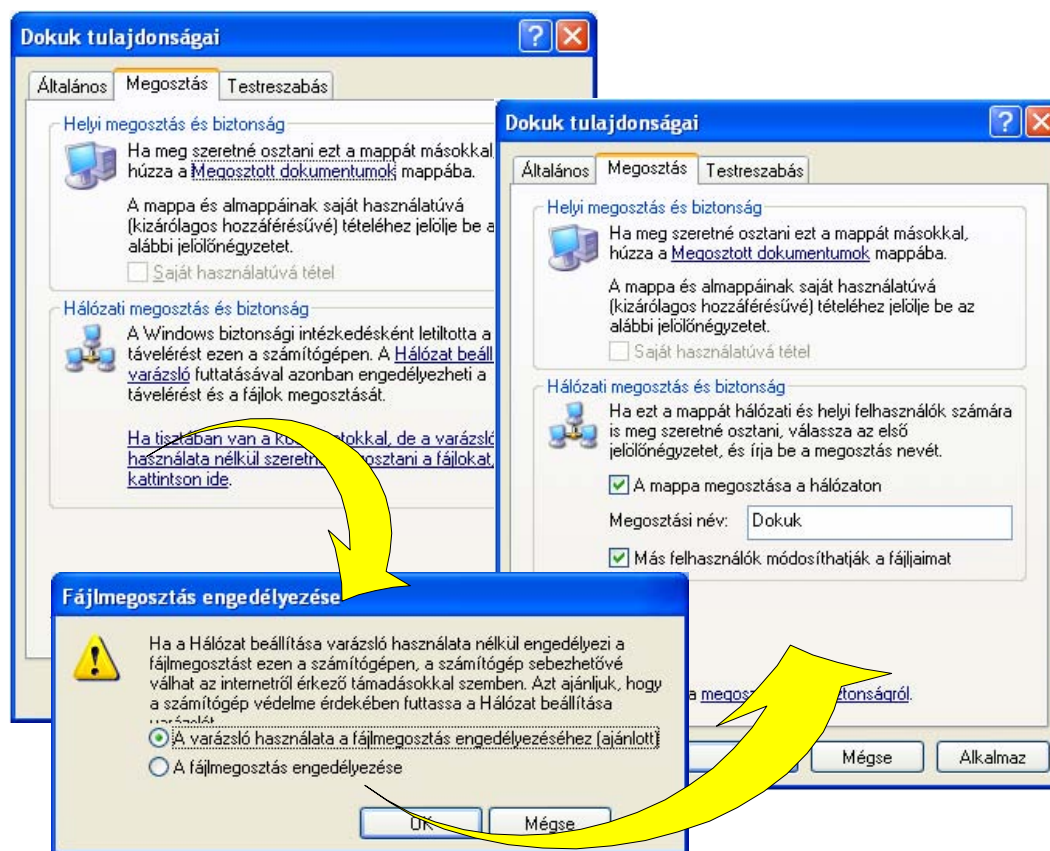 Dokuk tulajdonságai
Általános
Megosztás
Testreszabás
Helyi megosztás és biztonság
Ha meg szeretné osztani ezt a mappát másokkal,
húzza a Megosztott dokumentumok mappába.
A mappa és almappáinak saját használatúvá
(kizárólagos hozzáférésűvé) tételéhez jelölje be a
alábbi jelölőnégyzetet.
Saját használatúvá tétel
Hálózati megosztás és biztonság
A Windows biztonsági intézkedésként letiltotta a
távelérést ezen a számítógépen. A Hálózat beáll
varázsló futtatásával azonban engedélyezheti a
távelérést és a fájlok megosztását.
Ha tisztában van a, de a varázsló
használata nélkül szeretné fájlokat,
kattintson ide.
Dokuk tulajdonságai
Általános
Megosztás
Testreszabás
Helyi megosztás és biztonság
Ha meg szeretné osztani ezt a mappát másokkal,
húzza a Megosztott dokumentumok mappába.
A mappa és almappáinak saját használatúvá
(kizárólagos hozzáférésűvé) tételéhez jelölje be az
alábbi jelölőnégyzetet.
Saját használatúvá tétel
Hálózati megosztás és biztonság
Ha ezt a mappát hálózati és helyi felhasználók számára
is meg szeretné osztani, válassza az első
jelölőnégyzetet, és írja be a megosztás nevét.
A mappa megosztása a hálózaton
Megosztási név: Dokuk
Más felhasználók módosíthatják a fájljaimat
a
Mégse
Alkalmaz
Fájlmegosztás engedélyezése
Ha a Hálózat beállítása varázsló használata nélkül engedélyezi a
fájlmegosztást ezen a számítógépen, a számítógép sebezhetővé
válhat az internetről érkező támadásokkal szemben. Azt ajánljuk, hogy
a számítógép védelme érdekében futtassa a Hálózat beállítása
A varázsló használata a fájlmegosztás engedélyezéséhez (ajánlott)
A fájlmegosztás engedélyezése
OK
Mégse